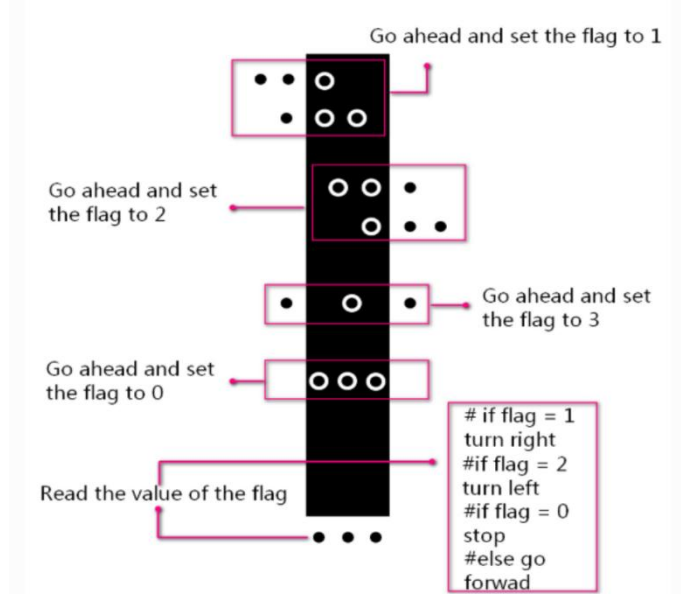 Go ahead and set the flag to 1
Go ahead and set
the flag to 2
Go ahead and set
the flag to 3
Go ahead and set
the flag to 0
Read the value of the flag
# if flag = 1
turn right
#if flag = 2
turn left
#if flag = 0
stop
#else go
forwad